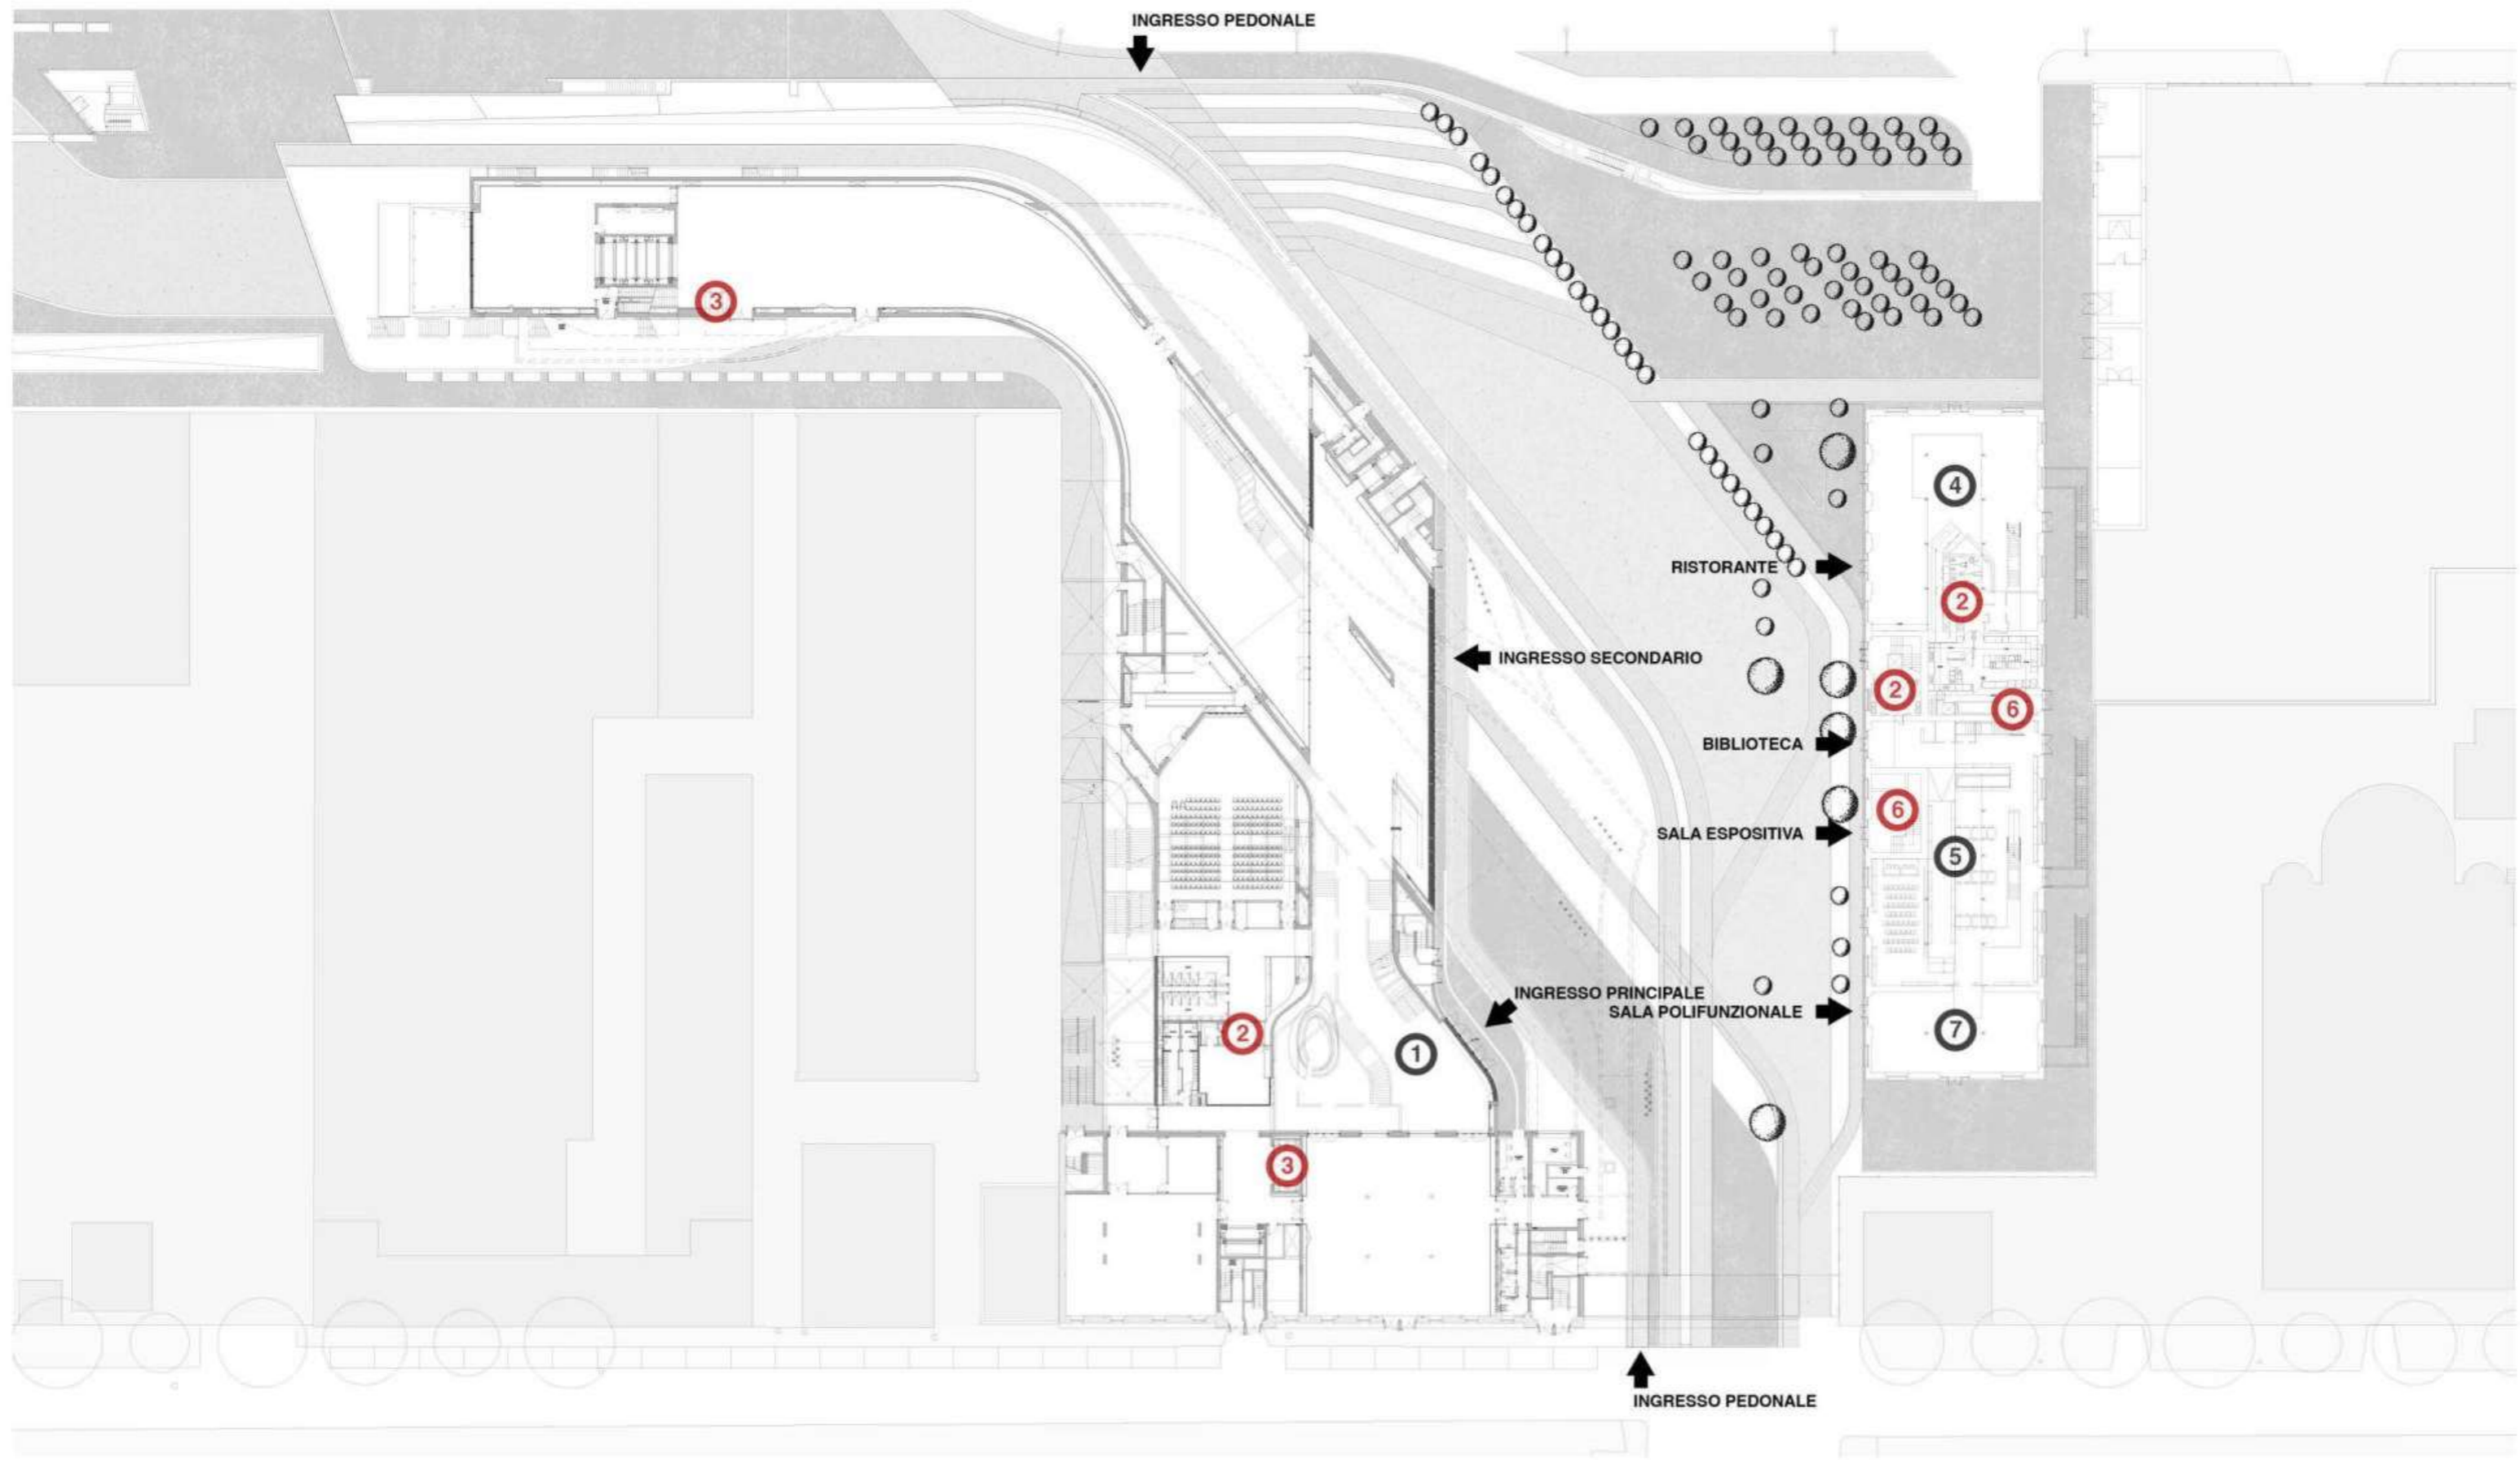 INGRESSO PEDONALE
3
4
RISTORANTE
2
INGRESSO SECONDARIO
2
6
BIBLIOTECA
6
SALA ESPOSITIVA
5
INGRESSO PRINCIPALE
SALA POLIFUNZIONALE
7
2
1
3
INGRESSO PEDONALE